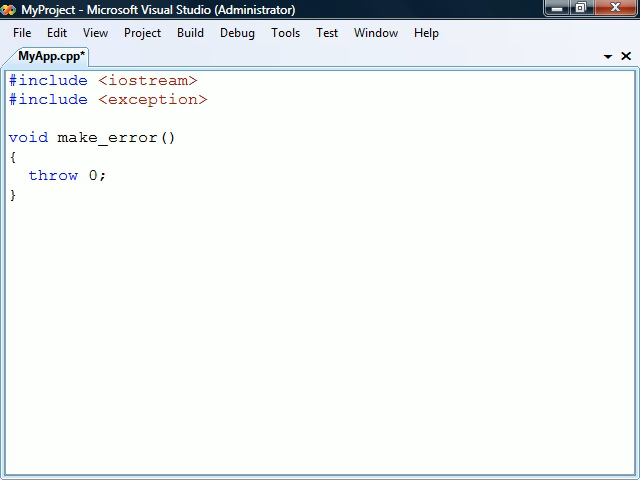 MyProject - Microsoft Visual Studio (Administrator)
File Edit View Project Build Debug Tools Test Window Help
MyApp.cpp*
#include <iostream>
#include <exception>
void make_error()
{
  throw 0;
}